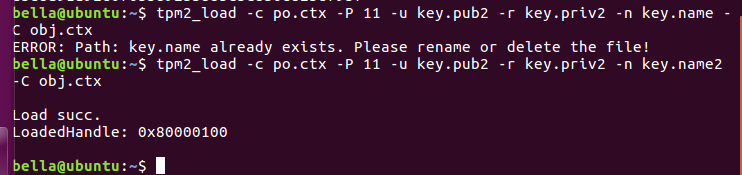 bella@ubuntu:~$ tpm2_load -c po.ctx -P 11 -u key.pub2 -r key.priv2 -n key.name -
C obj.ctx
ERROR: Path: key.name already exists. Please rename or delete the file!
bella@ubuntu:~$ tpm2_load -c po.ctx -P 11 -u key.pub2 -r key.priv2 -n key.name2
-C obj.ctx
Load succ.
LoadedHandle: 0x80000100
bella@ubuntu:~$